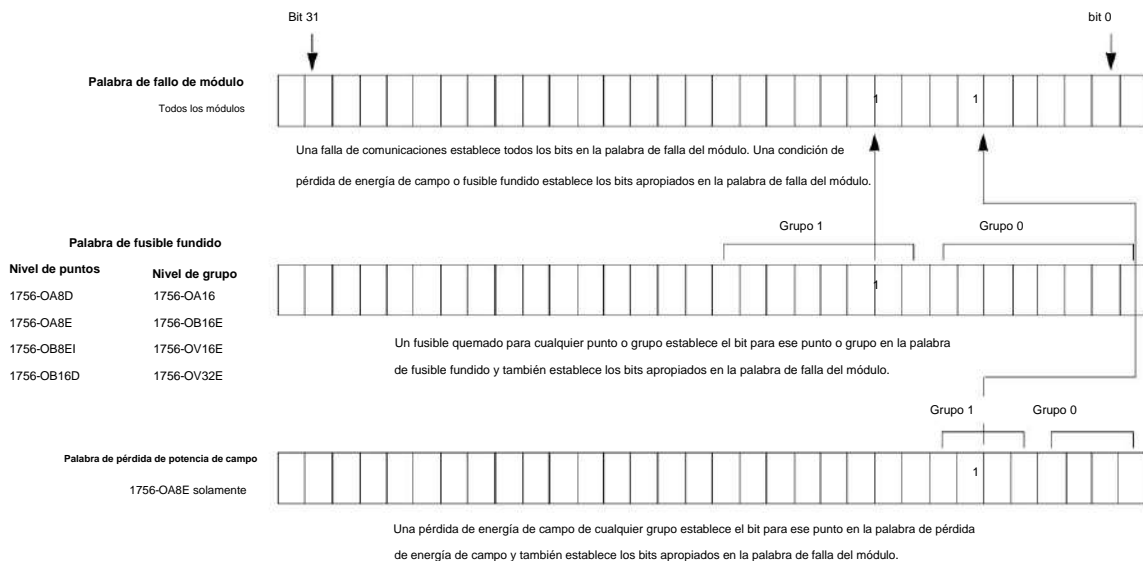 Bit 31
bit 0
Palabra de fallo de módulo
Todos los módulos
1
1
Una falla de comunicaciones establece todos los bits en la palabra de falla del módulo. Una condición de
pérdida de energía de campo o fusible fundido establece los bits apropiados en la palabra de falla del módulo.
Grupo 1
Grupo 0
Palabra de fusible fundido
Nivel de puntos
Nivel de grupo
1756-OA8D
1756-OA16
1756-OA8E
1756-OB16E
1756-OB8EI
1756-OV16E
1756-OB16D
1756-OV32E
1
Un fusible quemado para cualquier punto o grupo establece el bit para ese punto o grupo en la palabra
de fusible fundido y también establece los bits apropiados en la palabra de falla del módulo.
Grupo 1
Grupo 0
Palabra de pérdida de potencia de campo
1756-OA8E solamente
1
Una pérdida de energía de campo de cualquier grupo establece el bit para ese punto en la palabra de pérdida
de energía de campo y también establece los bits apropiados en la palabra de falla del módulo.